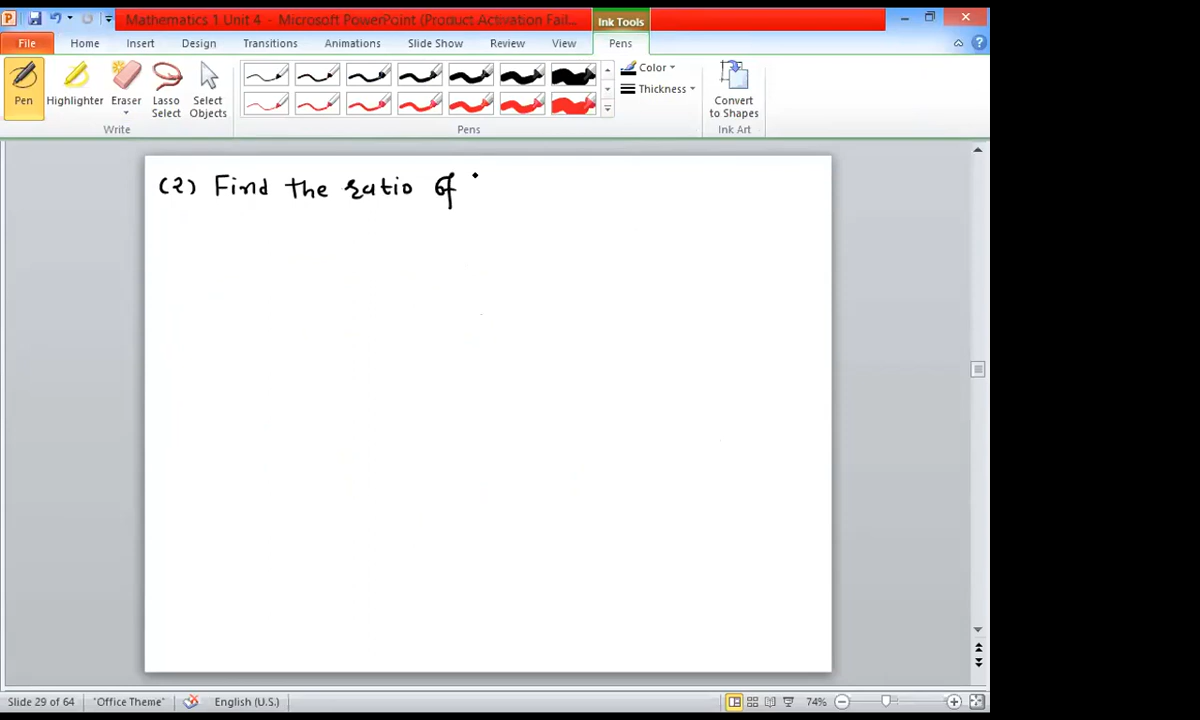 Mathematics 1 Unit 4 - Microsoft PowerPoint (Product Activation Fail...
Ink Tools
File Home Insert Design Transitions Animations Slide Show Review View Pens
Pen Highlighter Eraser Lasso Select Select Objects
Color
Thickness
Convert to Shapes
Write Pens Ink Art
(2) Find the ratio of
Slide 29 of 64 "Office Theme" English (U.S.) 74%